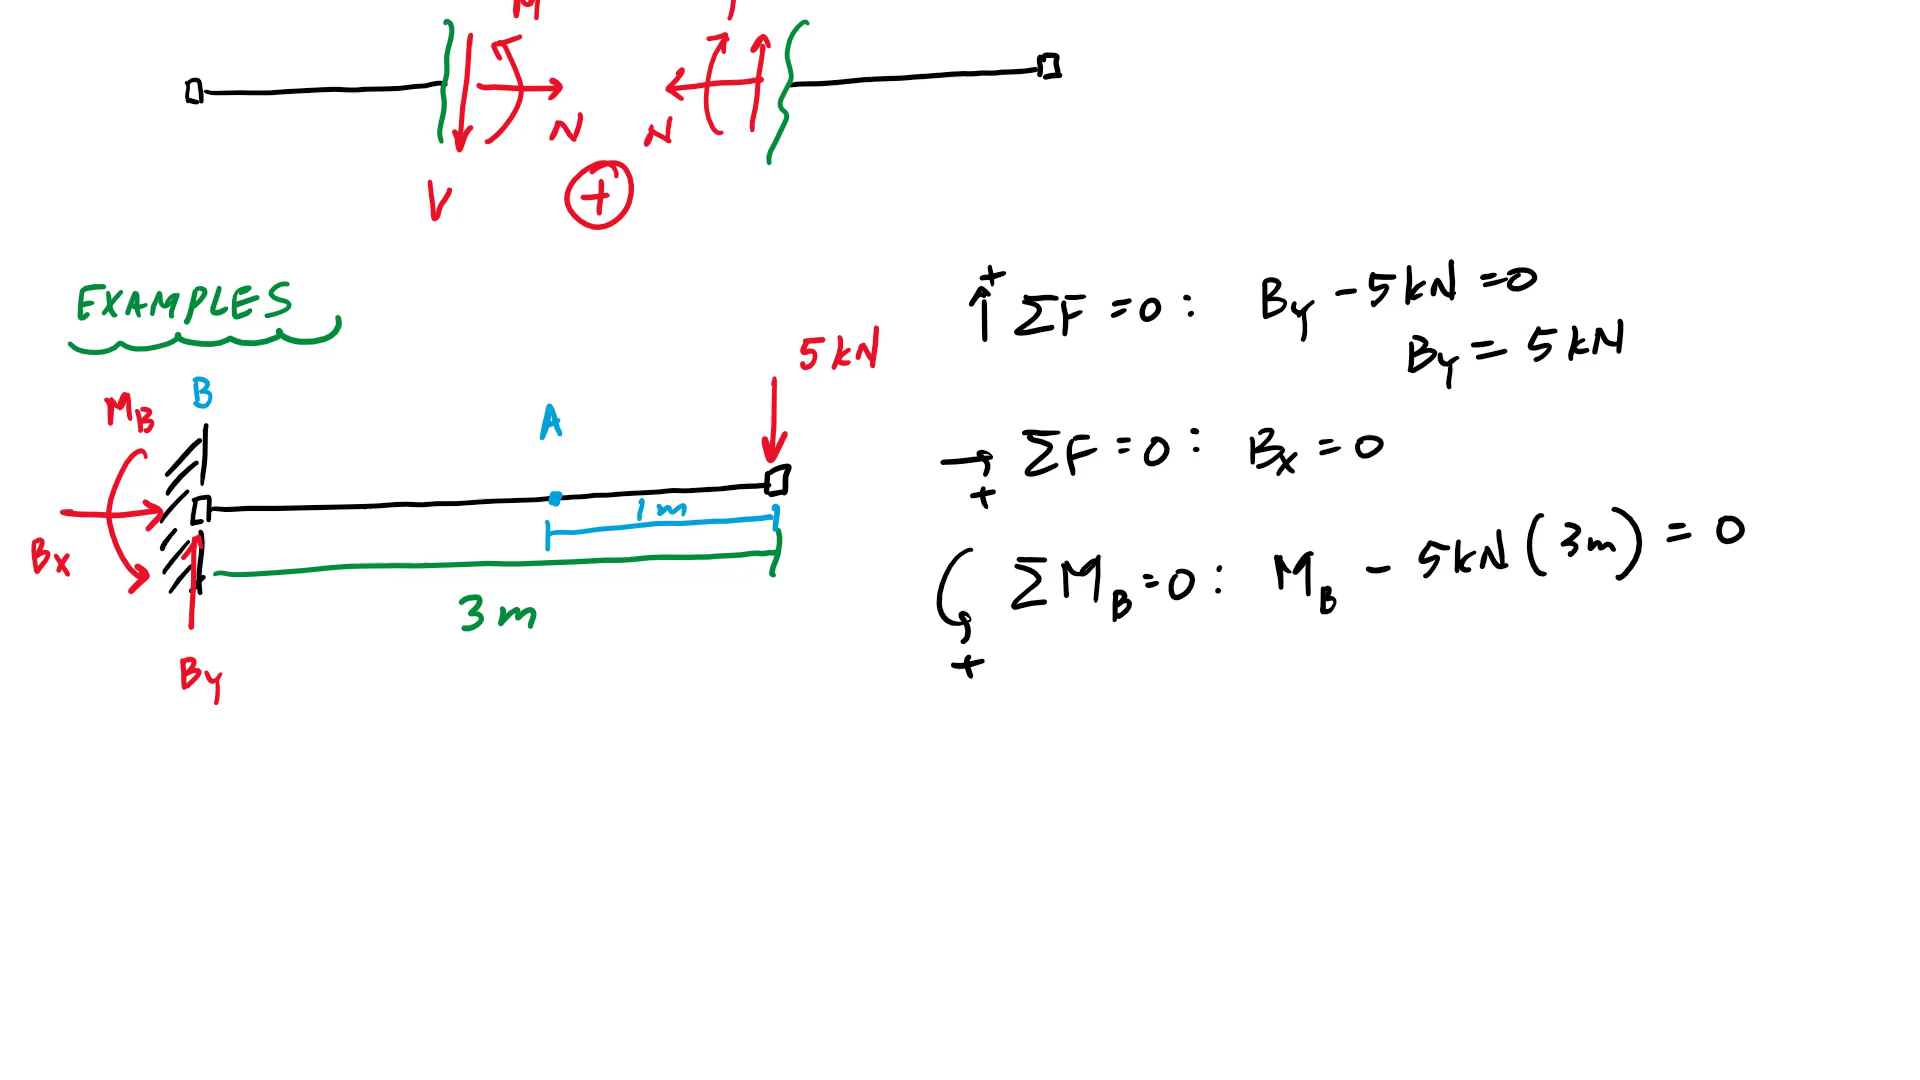 M
N
N
V
+
EXAMPLES
5 kN
M_B
B
A
1 m
B_x
3 m
B_y
+ ↑ ΣF = 0 : B_y - 5 kN = 0
B_y = 5 kN
→ + ΣF = 0 : B_x = 0
+ ΣM_B = 0 : M_B - 5 kN (3m) = 0